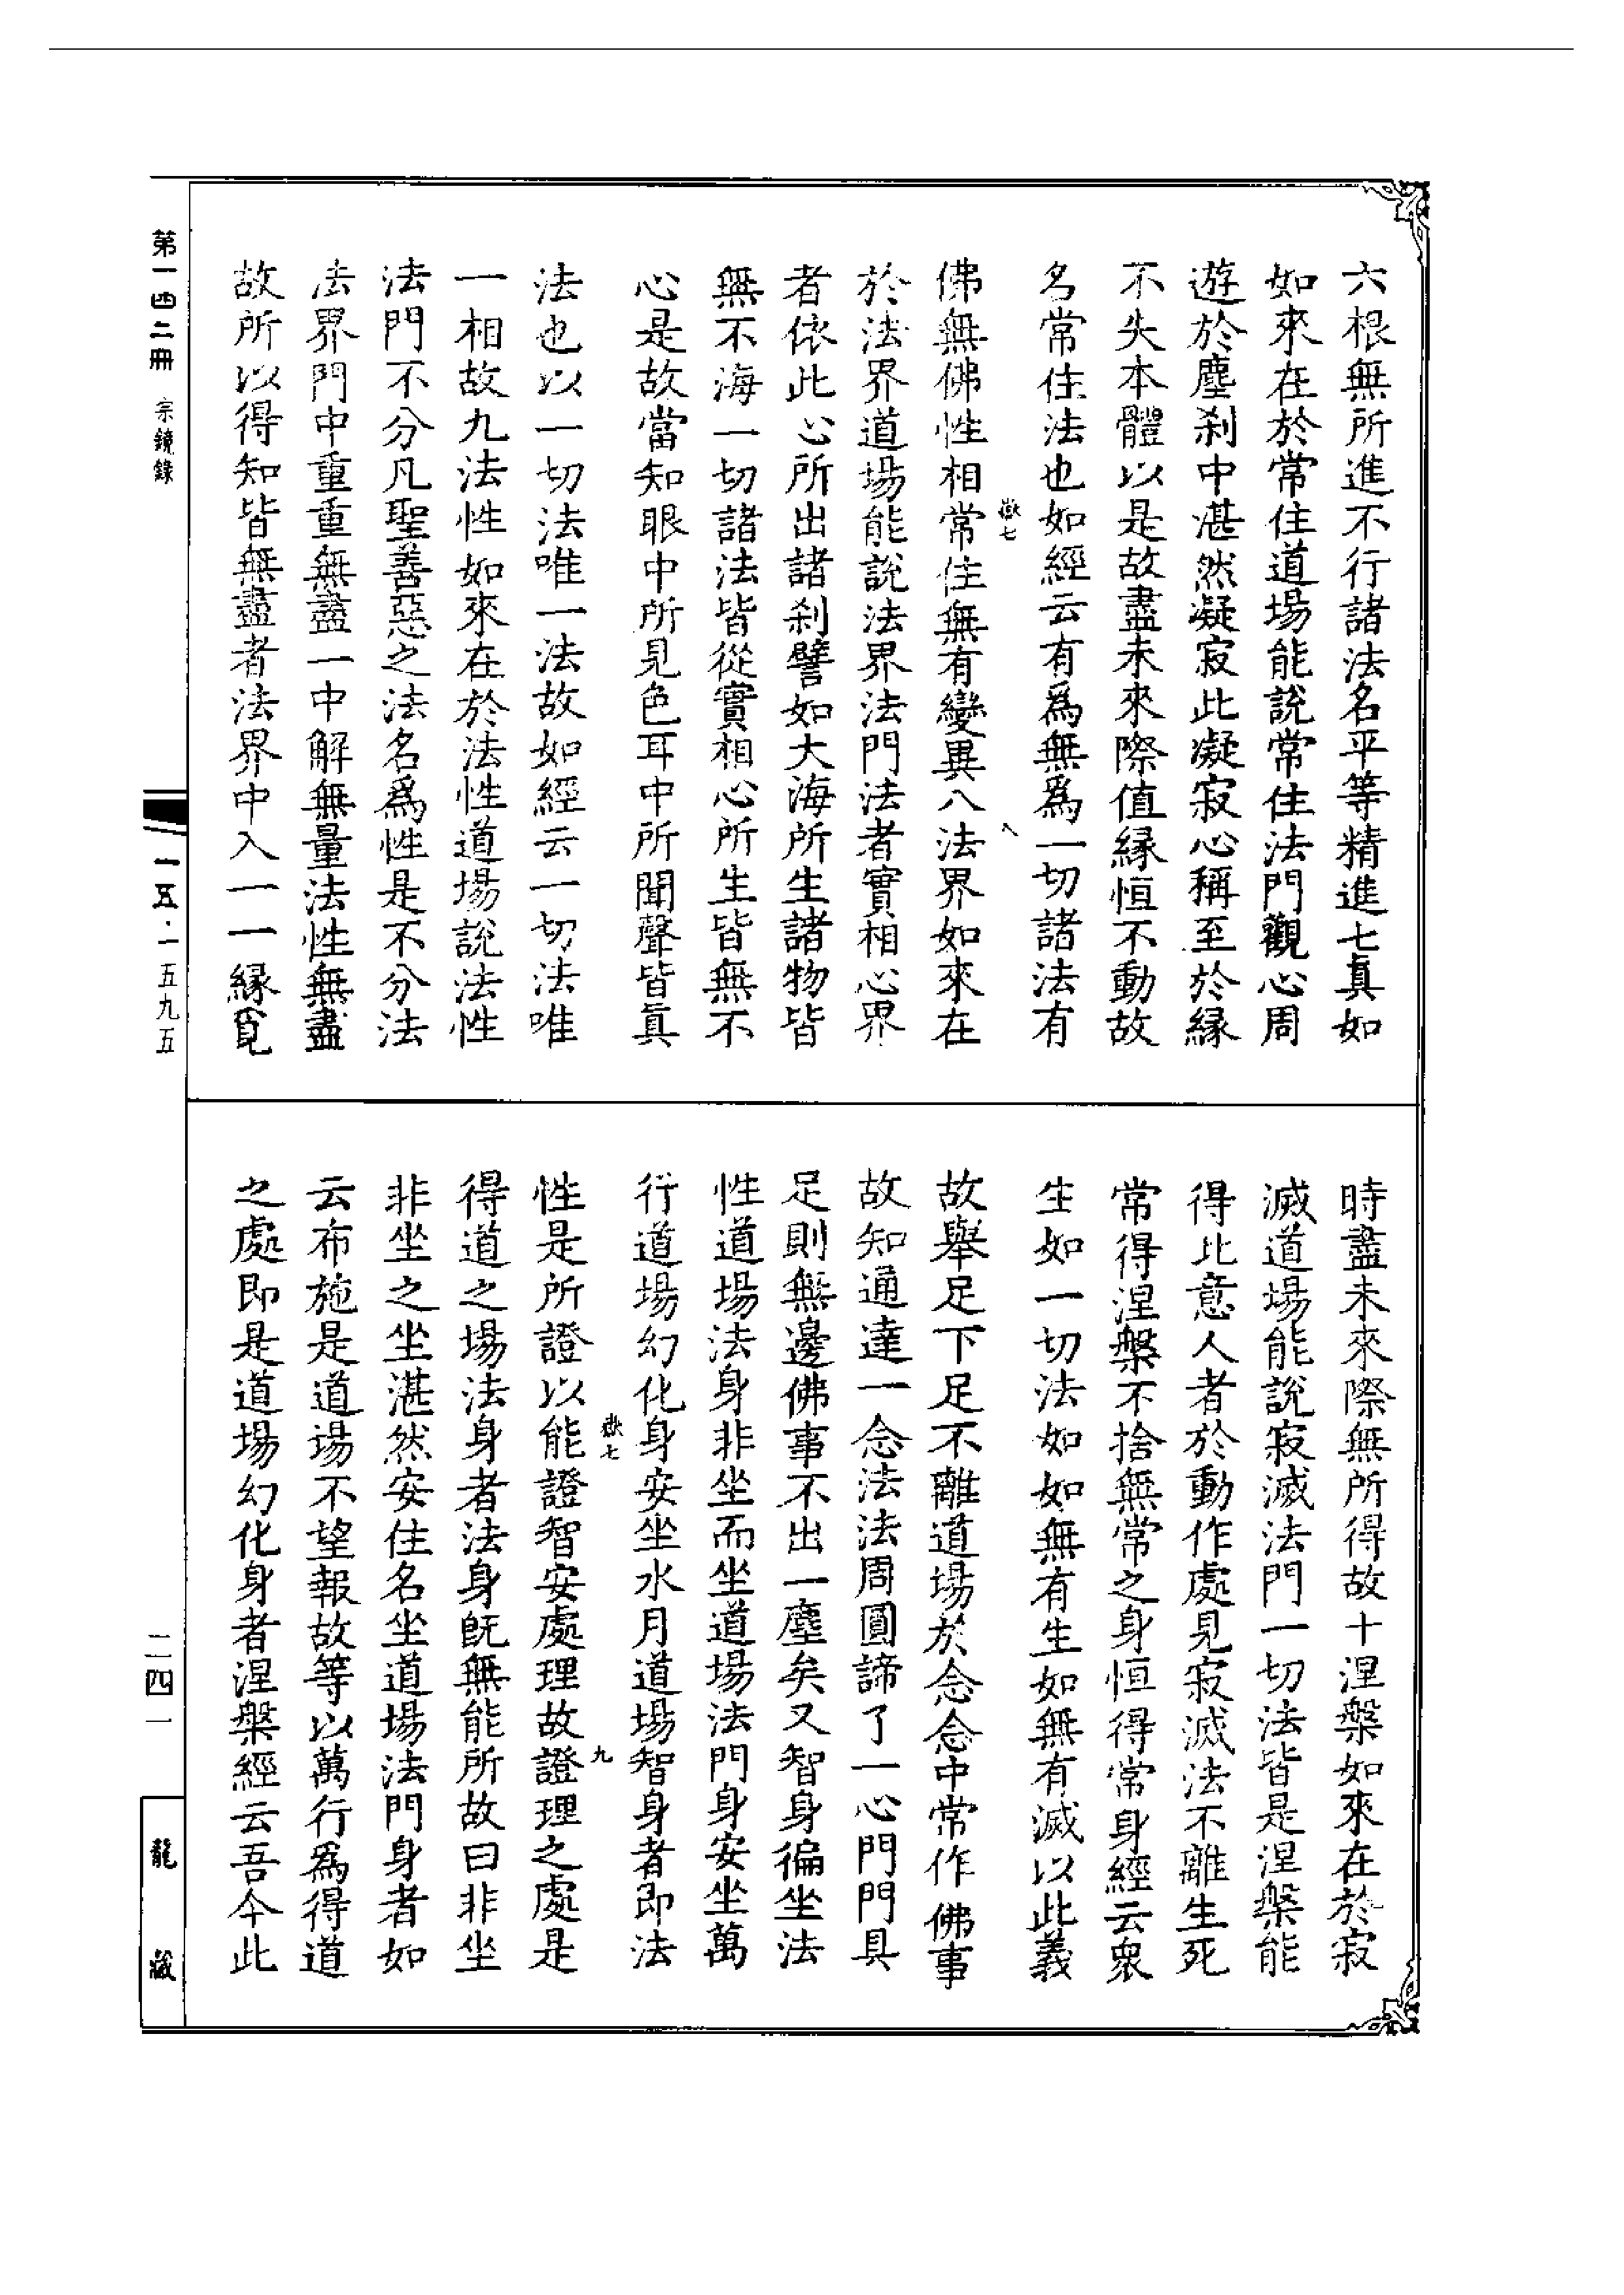 六根無所進不行諸法名平等精進七真如
如來在於常住道場能說常住法門觀心周
遊於塵刹中湛然凝寂此凝寂心稱至於緣
不失本體以是故盡未來際值緣恒不動故
名常住法也如經云有爲無爲一切諸法有
佛無佛性相常住無有變異八法界如來在
於法界道場能說法界法門法者實相心界
者依此心所出諸刹譬如大海所生諸物皆
無不海一切諸法皆從實相心所生皆無不
心是故當知眼中所見色耳中所聞聲皆眞
法也以一切法唯一法故如經云一切法唯
一相故九法性如來在於法性道場說法性
法門不分凡聖善惡之法名爲性是不分法
法界門中重重無盡一中解無量法性無盡
故所以得知皆無盡者法界中入一一緣覓
時盡未來際無所得故十涅槃如來在於寂
滅道場能說寂滅法門一切法皆是涅槃能
得此意人者於動作處見寂滅法不離生死
常得涅槃不捨無常之身恒得常身經云衆
生如一切法如如無有生如無有滅以此義
故舉足下足不離道場於念念中常作佛事
故知通達一念法法周圓諦了一心門門具
足則無邊佛事不出一塵矣又智身徧坐法
性道場法身非坐而坐道場法門身安坐萬
行道場幻化身安坐水月道場智身者即法
性是所證以能證智安處理故證理之處是
得道之場法身者法身旣無能所故曰非坐
非坐之坐湛然安住名坐道場法門身者如
云布施是道場不望報故等以萬行爲得道
之處即是道場幻化身者涅槃經云吾今此
第一四二冊 宗鏡錄
一五·一五九五
二四一
龍藏
嶽七
八
嶽七
九